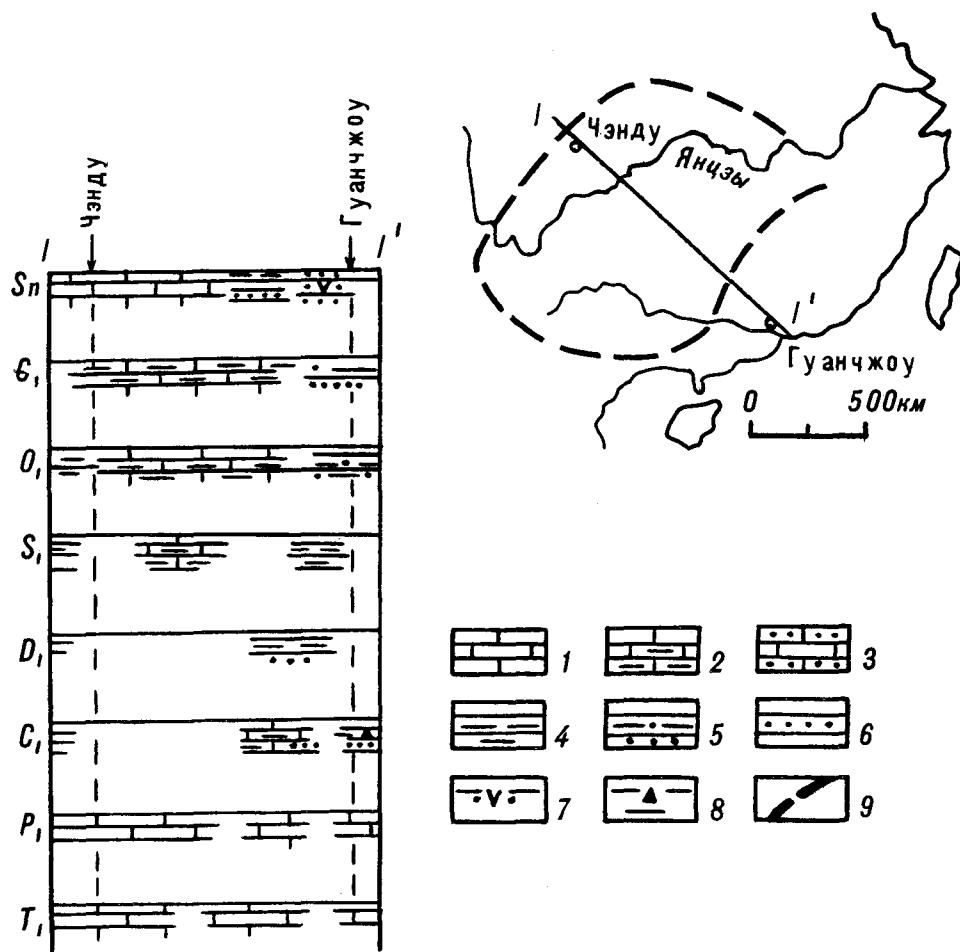 Чэнду
Гуанчжоу
I
I'
Sn
Є₁
O₁
S₁
D₁
C₁
P₁
T₁
I
Чэнду
Янцзы
I'
Гуанчжоу
0 500км
1 2 3
4 5 6
7 8 9